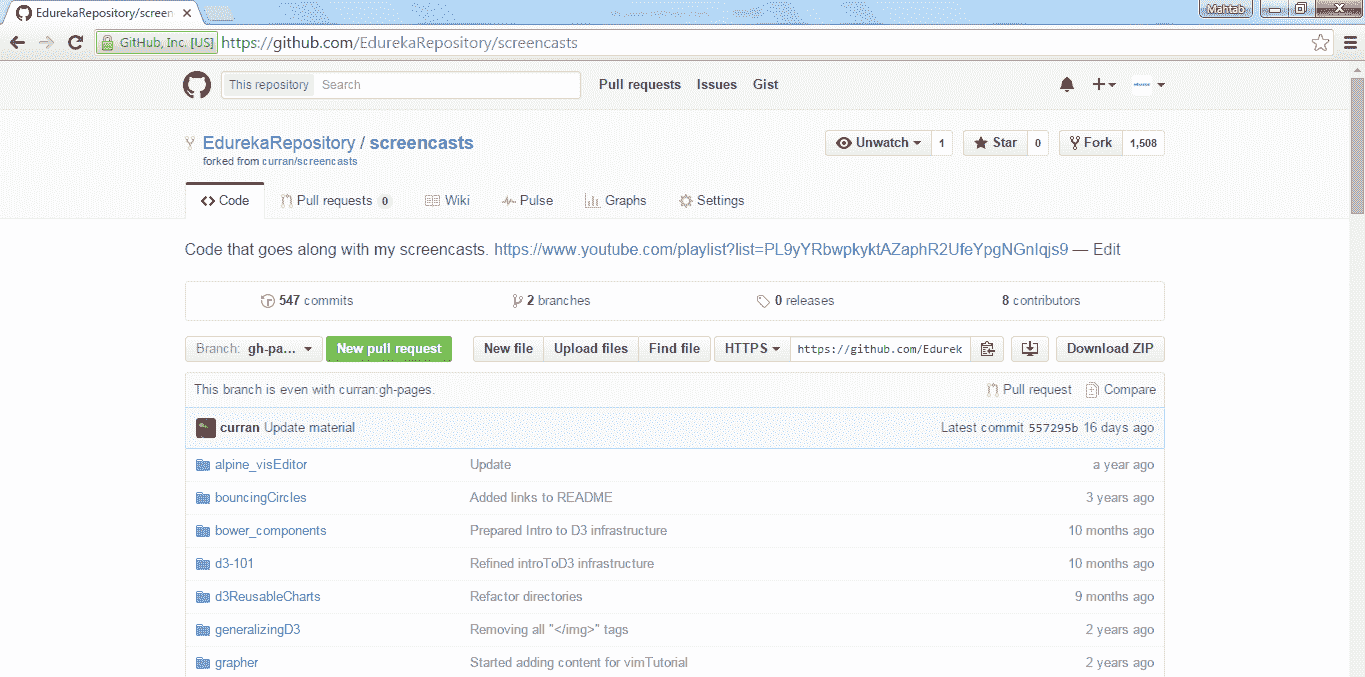 EdurekaRepository/screen
Mahtab
GitHub, Inc. [US] https://github.com/EdurekaRepository/screencasts
This repository Search Pull requests Issues Gist
EdurekaRepository / screencasts Unwatch 1 Star 0 Fork 1,508
forked from curran/screencasts
Code Pull requests 0 Wiki Pulse Graphs Settings
Code that goes along with my screencasts. https://www.youtube.com/playlist?list=PL9yYRbwpkyktAZaphR2UfeYpgNGnIqjs9 — Edit
547 commits 2 branches 0 releases 8 contributors
Branch: gh-pa... New pull request New file Upload files Find file HTTPS https://github.com/Edurek Download ZIP
This branch is even with curran:gh-pages. Pull request Compare
curran Update material Latest commit 557295b 16 days ago
alpine_visEditor Update a year ago
bouncingCircles Added links to README 3 years ago
bower_components Prepared Intro to D3 infrastructure 10 months ago
d3-101 Refined introToD3 infrastructure 10 months ago
d3ReusableCharts Refactor directories 9 months ago
generalizingD3 Removing all "</img>" tags 2 years ago
grapher Started adding content for vimTutorial 2 years ago